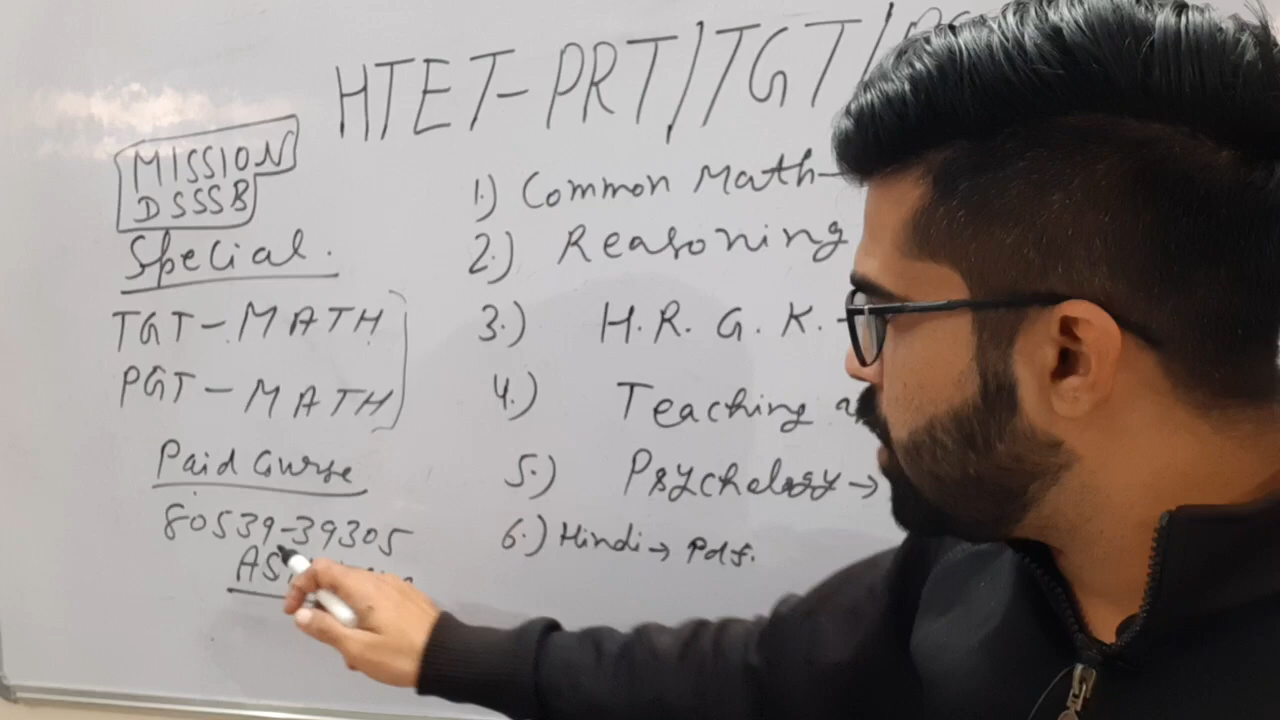 HTET-PRT/TGT/
MISSION
DSSSB
Special.
TGT-MATH
PGT-MATH
Paid Course
80539-39305
1.) Common Math-
2.) Reasoning
3.) H.R. G. K. -
4.) Teaching
5.) Psychology →
6.) Hindi → Pdf.